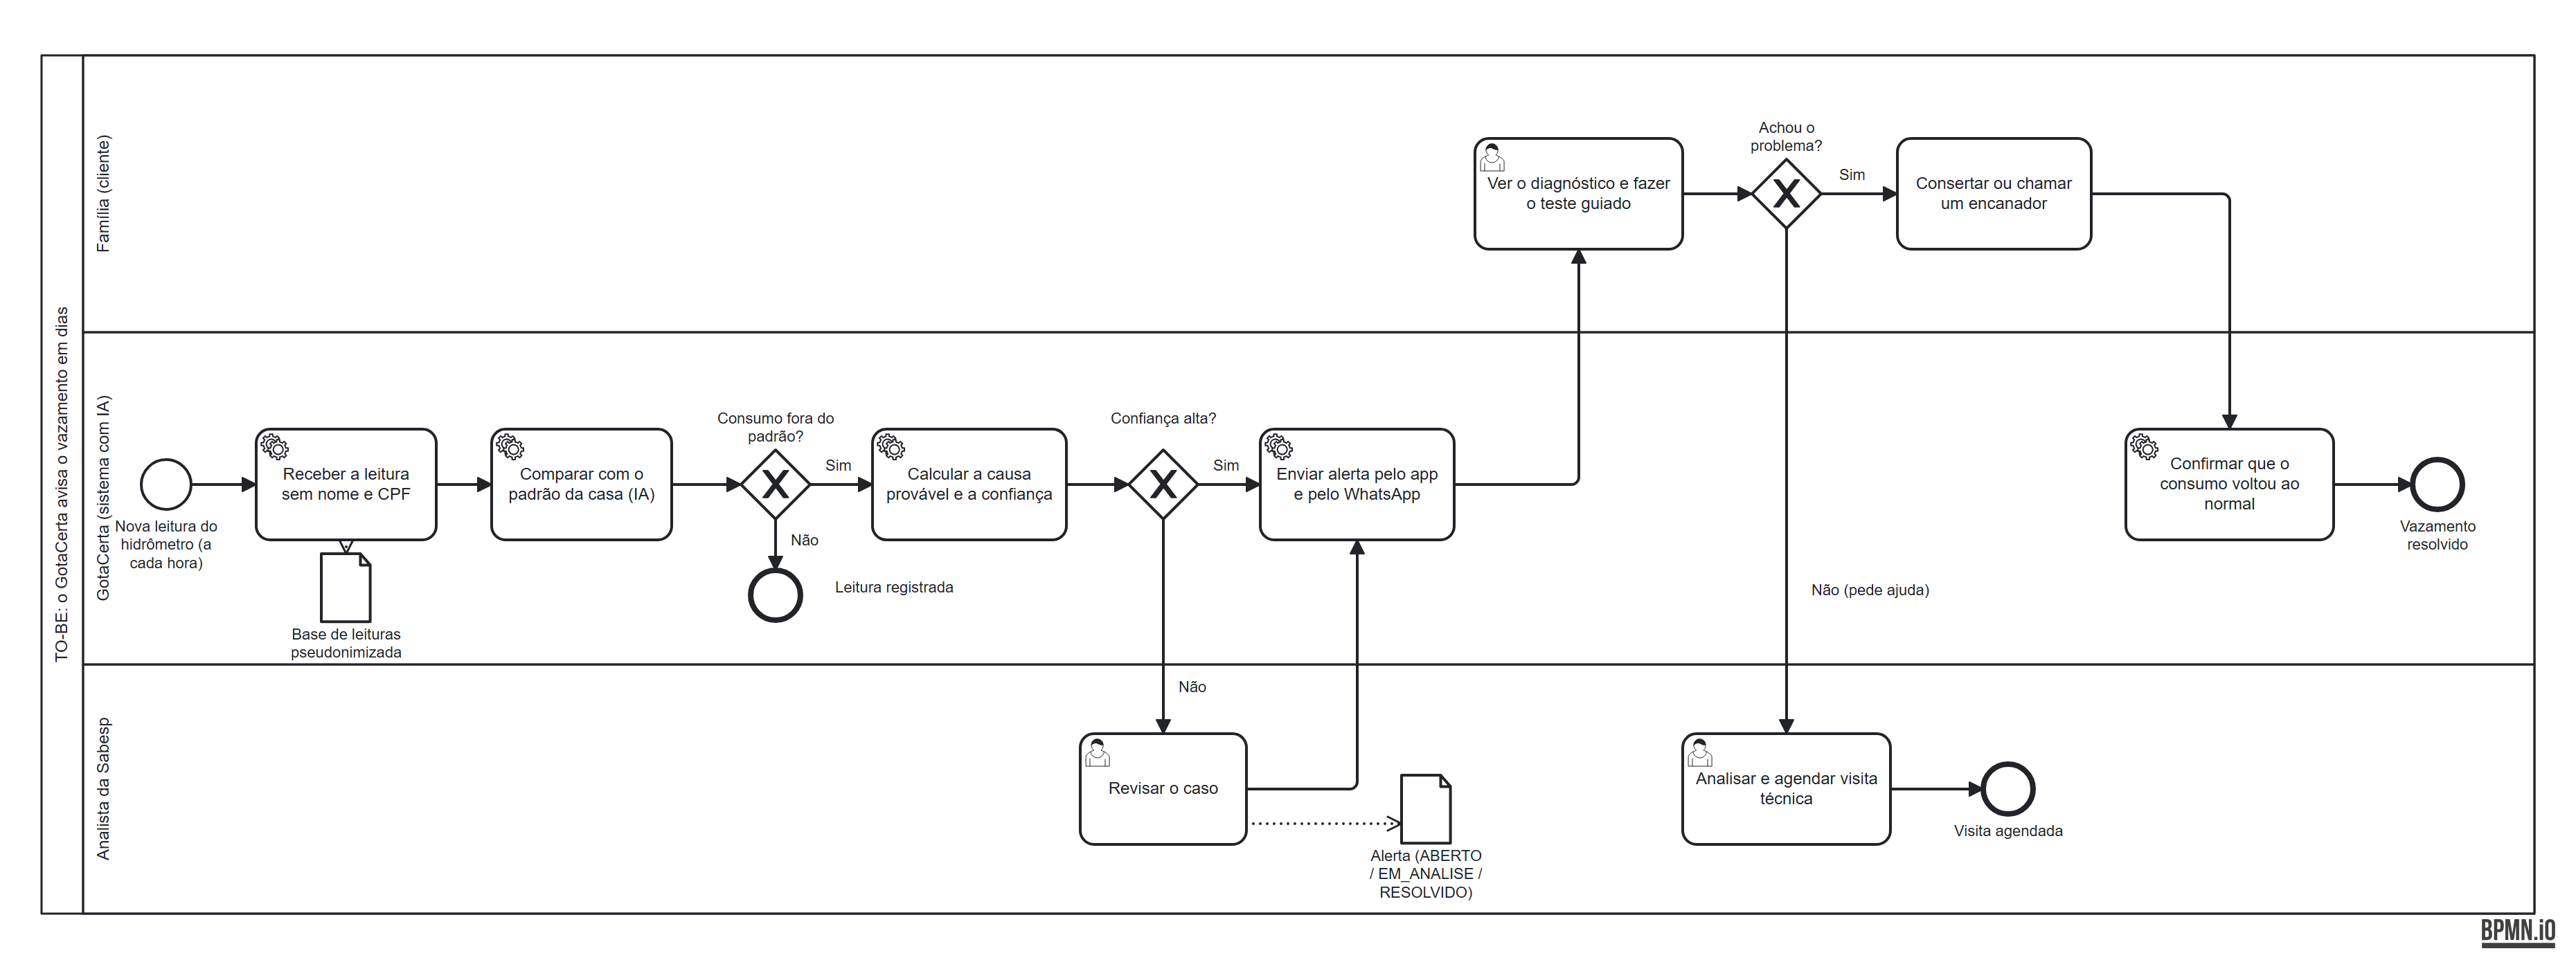 TO-BE: o GotaCerta avisa o vazamento em dias
Família (cliente)
Ver o diagnóstico e fazer
o teste guiado
Achou o
problema?
Sim
Consertar ou chamar
um encanador
GotaCerta (sistema com IA)
Nova leitura do
hidrômetro (a
cada hora)
Receber a leitura
sem nome e CPF
Base de leituras
pseudonimizada
Comparar com o
padrão da casa (IA)
Consumo fora do
padrão?
Sim
Não
Leitura registrada
Calcular a causa
provável e a confiança
Confiança alta?
Sim
Enviar alerta pelo app
e pelo WhatsApp
Não (pede ajuda)
Confirmar que o
consumo voltou ao
normal
Vazamento
resolvido
Analista da Sabesp
Não
Revisar o caso
Alerta (ABERTO
/ EM_ANALISE /
RESOLVIDO)
Analisar e agendar visita
técnica
Visita agendada
BPMN.iO